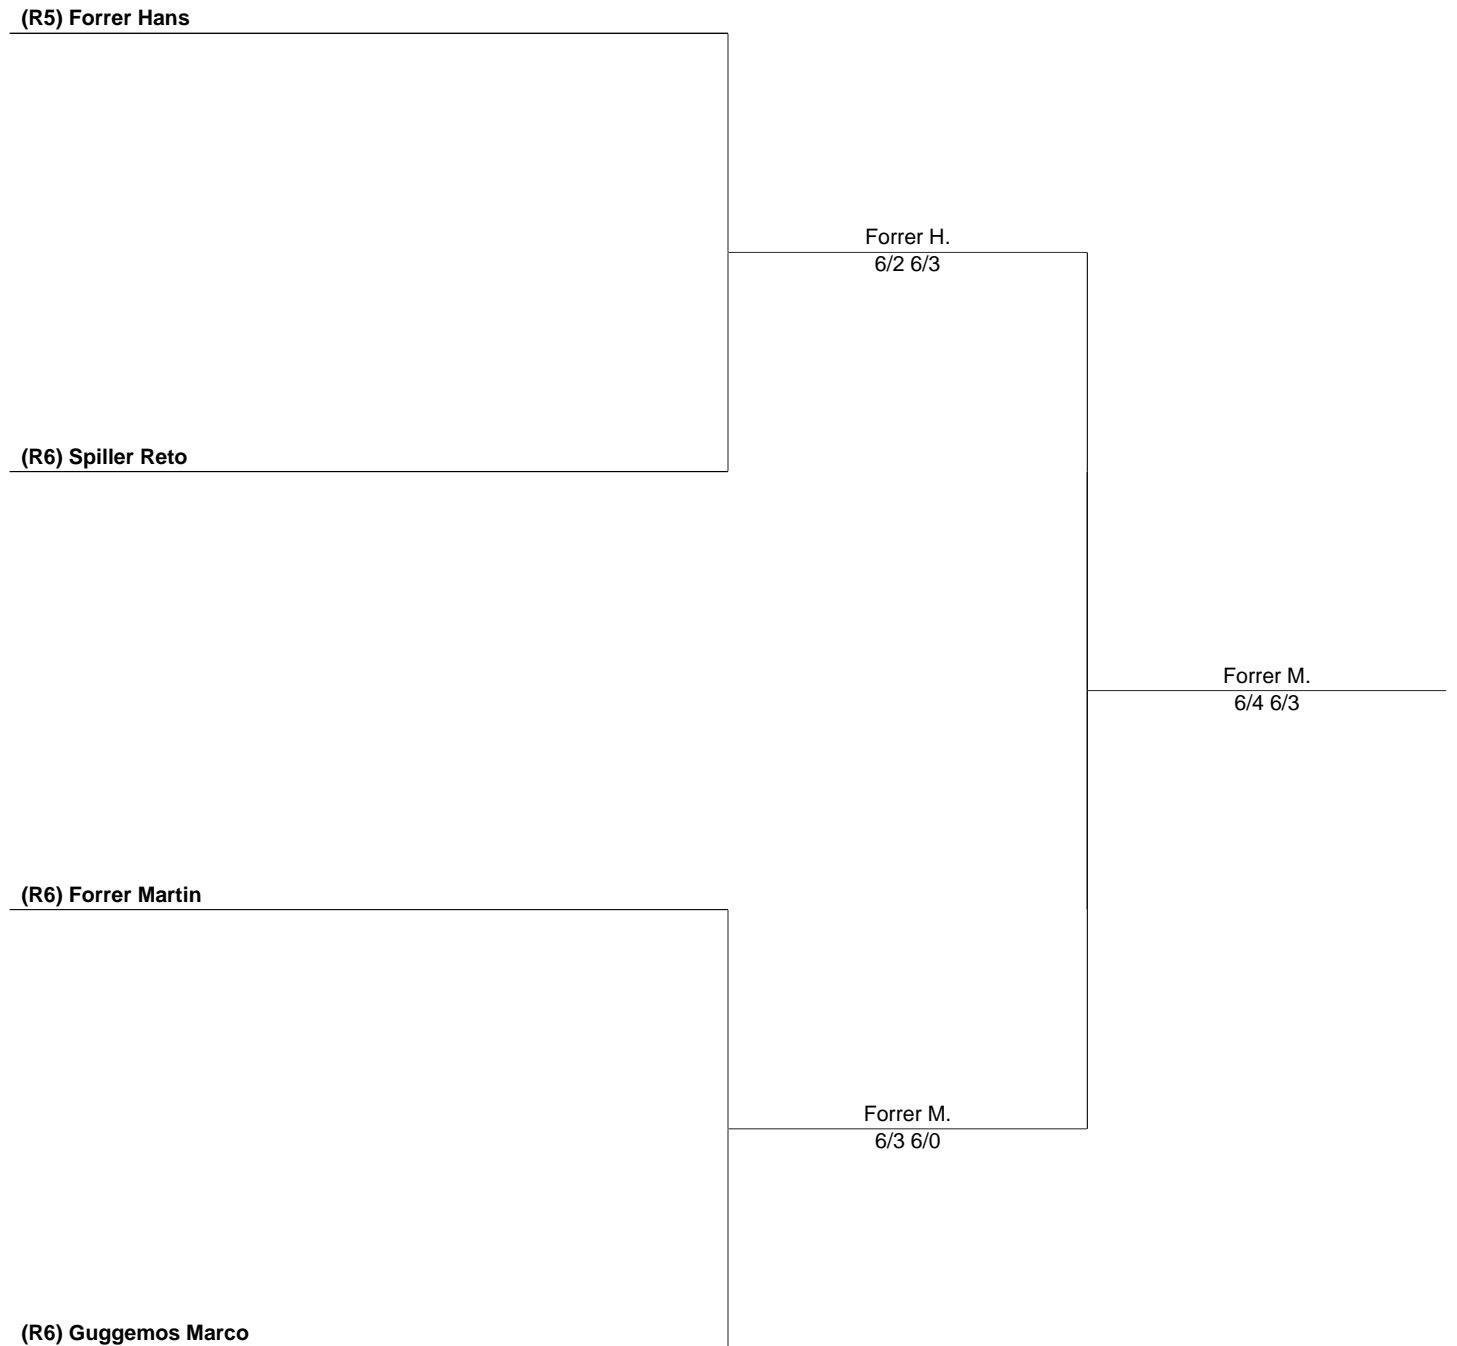 (R5) Forrer Hans
Forrer H.
6/2 6/3
(R6) Spiller Reto
Forrer M.
6/4 6/3
(R6) Forrer Martin
Forrer M.
6/3 6/0
(R6) Guggemos Marco